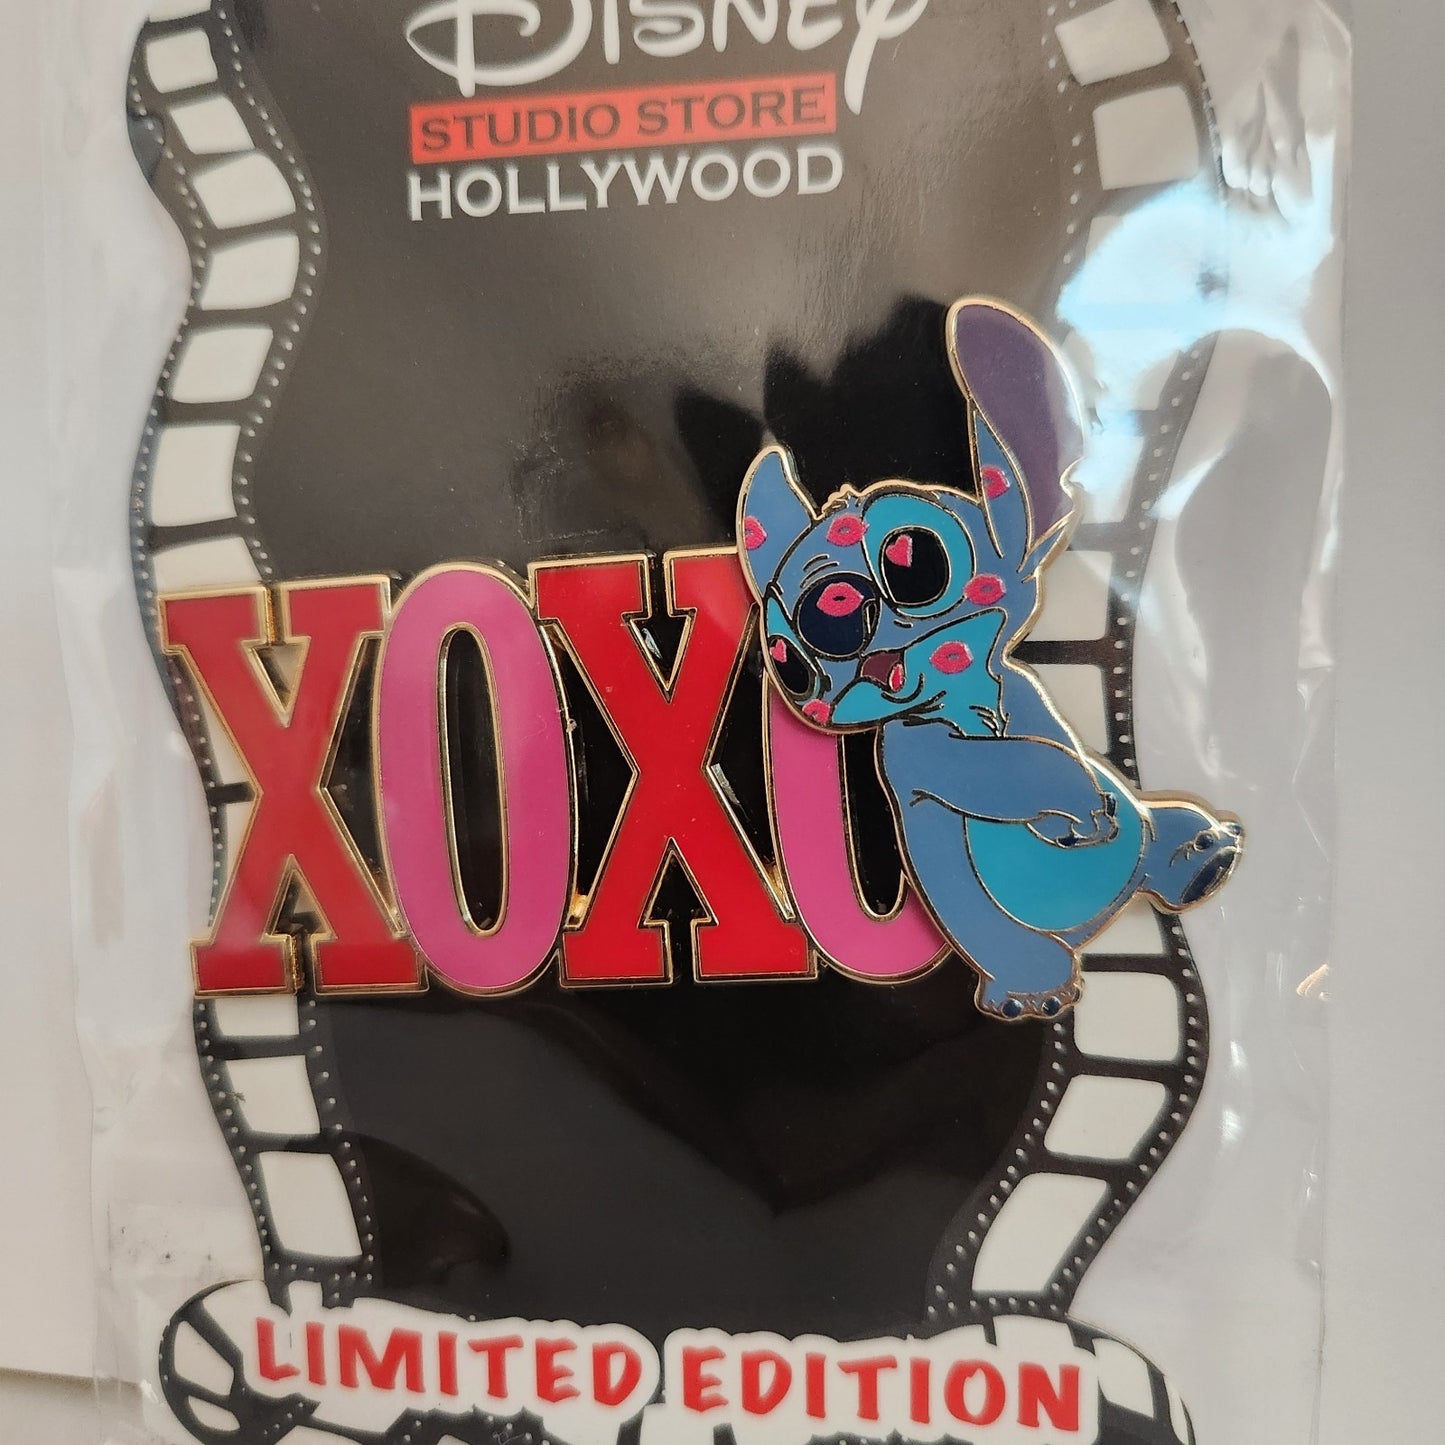 Disney
STUDIO STORE
HOLLYWOOD
XOXO
LIMITED EDITION